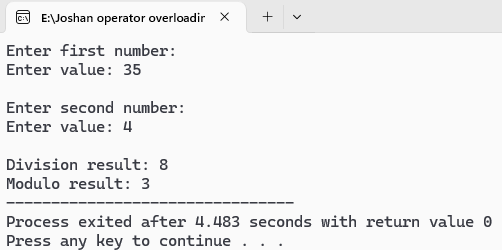 E:\Joshan operator overloadir
Enter first number:
Enter value: 35
Enter second number:
Enter value: 4
Division result: 8
Modulo result: 3
--------------------------------
Process exited after 4.483 seconds with return value 0
Press any key to continue . . .